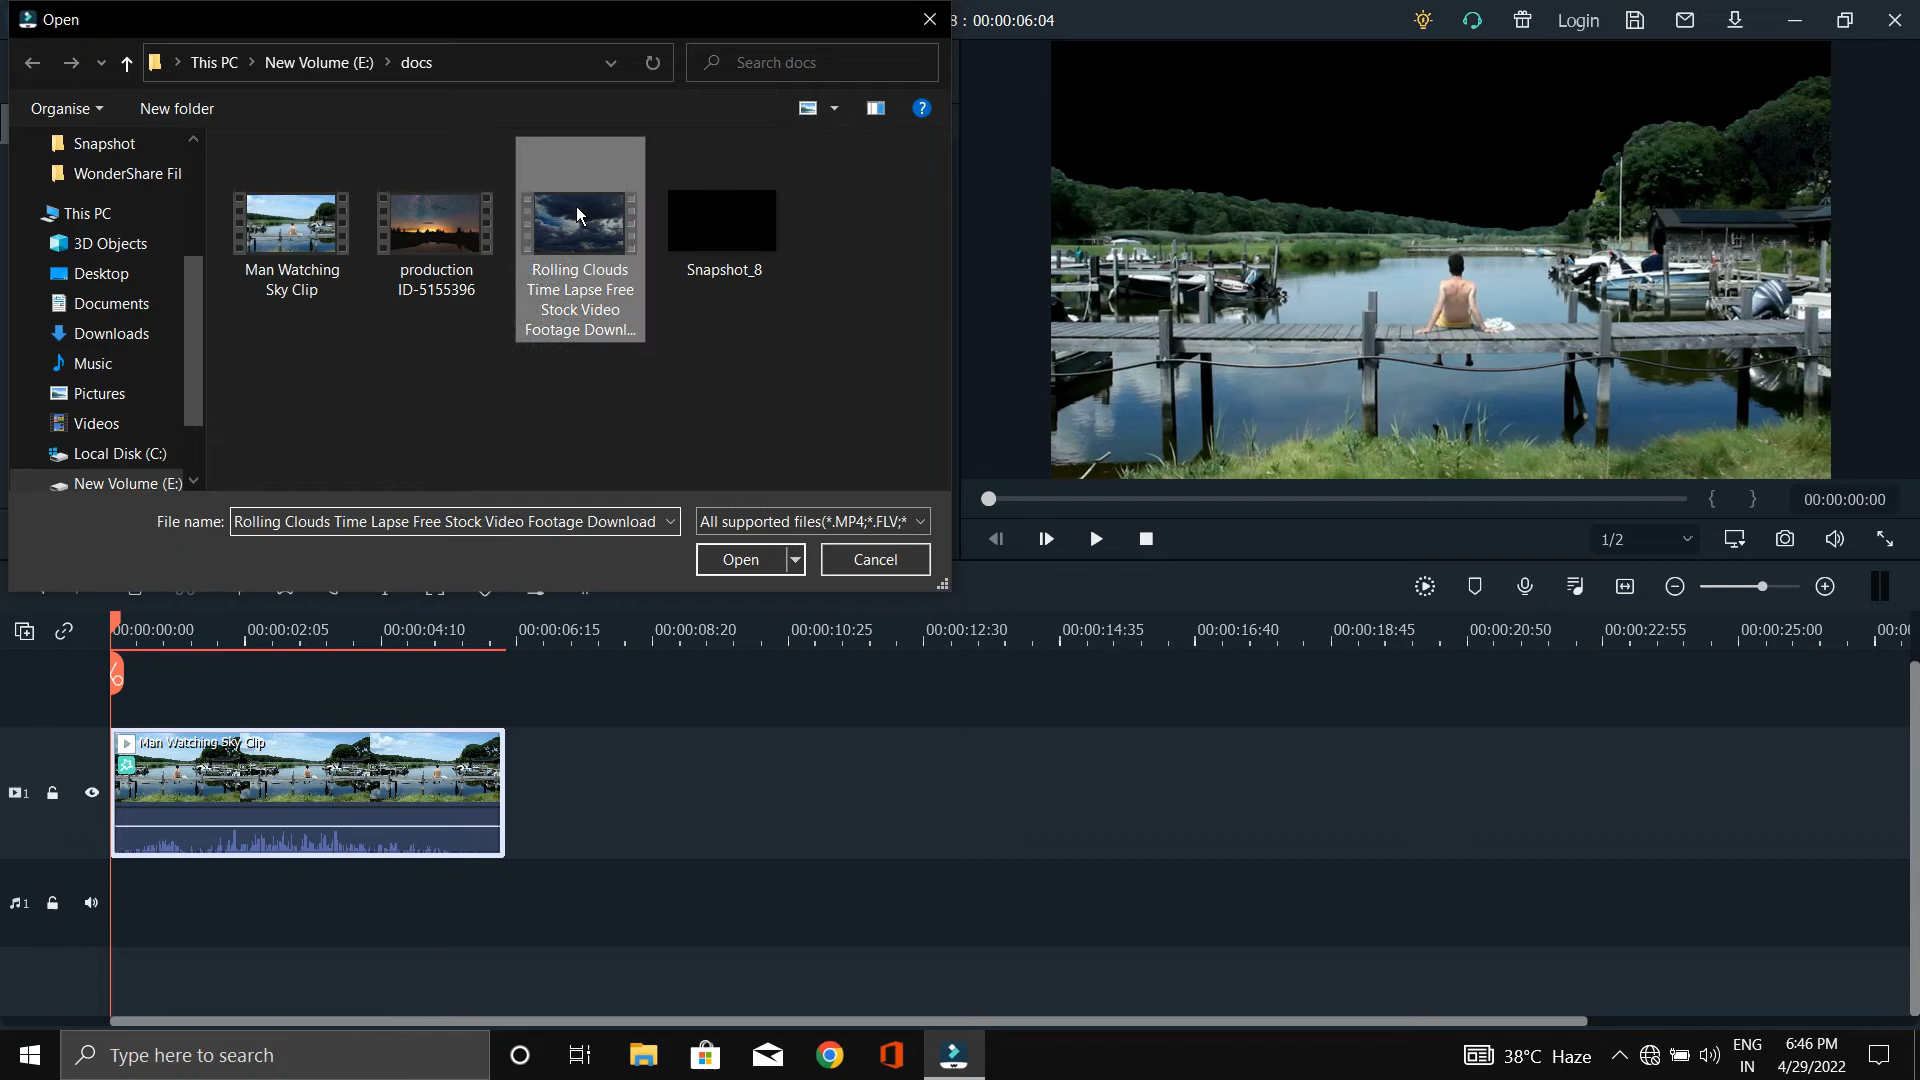 Open
8 : 00:00:06:04
Login
This PC
New Volume (E:)
docs
Search docs
Organise
New folder
Snapshot
WonderShare Fil
This PC
3D Objects
Desktop
Documents
Downloads
Music
Pictures
Videos
Local Disk (C:)
New Volume (E:)
Man Watching
Sky Clip
production
ID-5155396
Rolling Clouds
Time Lapse Free
Stock Video
Footage Downl...
Snapshot_8
File name:
Rolling Clouds Time Lapse Free Stock Video Footage Download
All supported files(*.MP4;*.FLV;*
Open
Cancel
00:00:00:00
1/2
00:00:00:00
00:00:02:05
00:00:04:10
00:00:06:15
00:00:08:20
00:00:10:25
00:00:12:30
00:00:14:35
00:00:16:40
00:00:18:45
00:00:20:50
00:00:22:55
00:00:25:00
00:0
Man Watching Sky Clip
1
1
Type here to search
38°C Haze
ENG
IN
6:46 PM
4/29/2022